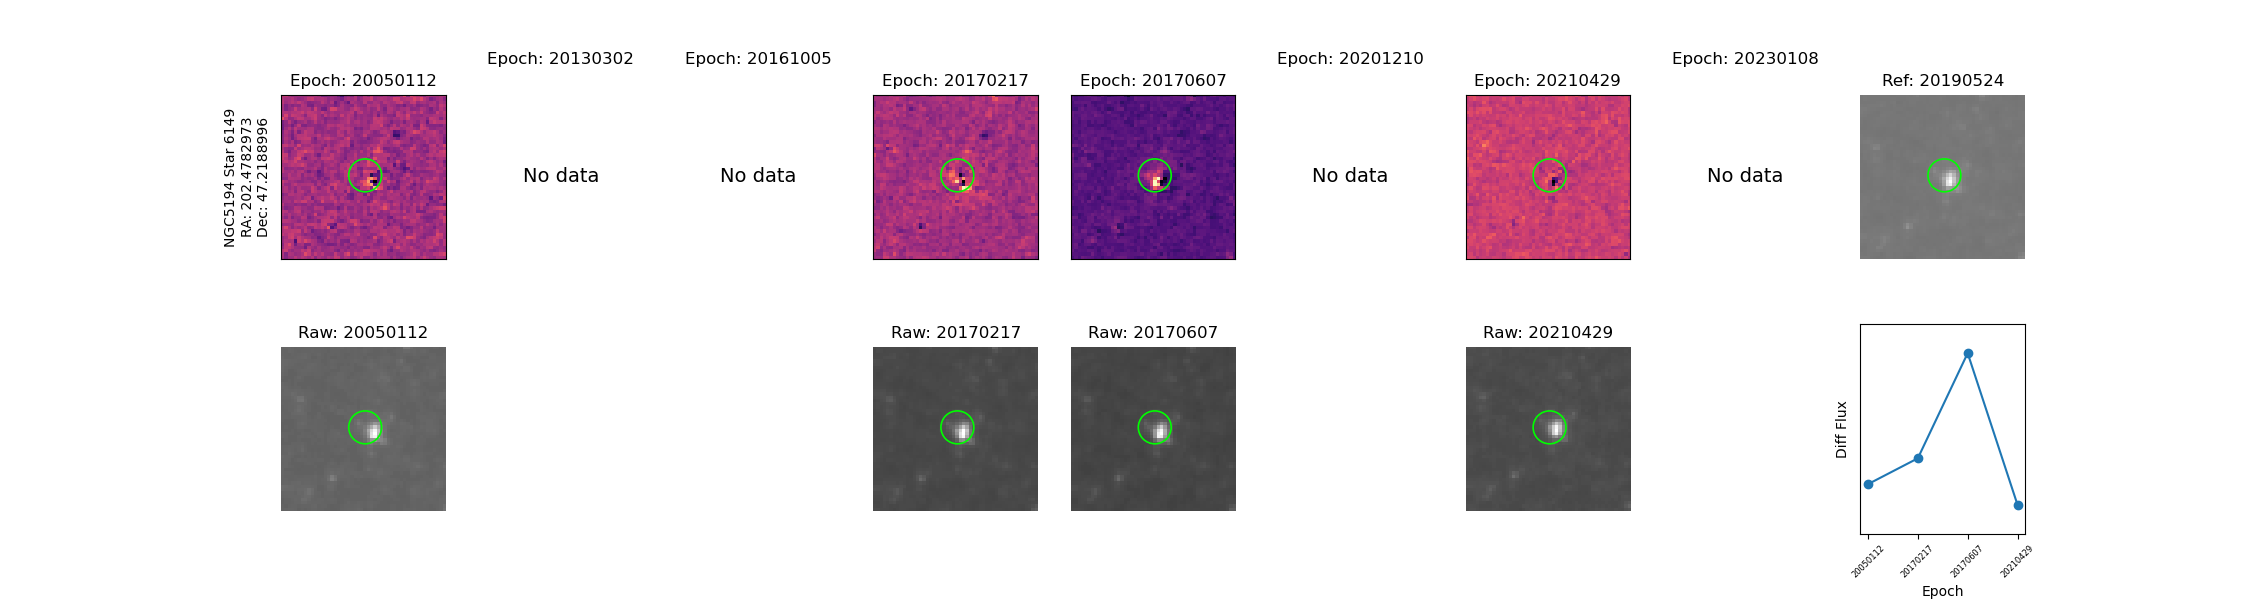 Epoch: 20050112
Epoch: 20130302
Epoch: 20161005
Epoch: 20170217
Epoch: 20170607
Epoch: 20201210
Epoch: 20210429
Epoch: 20230108
Ref: 20190524
NGC5194 Star 6149
RA: 202.4782973
Dec: 47.2188996
No data
No data
No data
No data
Raw: 20050112
Raw: 20170217
Raw: 20170607
Raw: 20210429
Diff Flux
20050112
20170217
20170607
20210429
Epoch